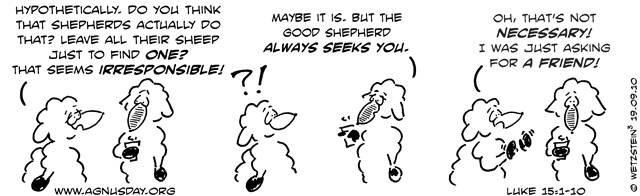 HYPOTHETICALLY. DO YOU THINK
THAT SHEPHERDS ACTUALLY DO
THAT? LEAVE ALL THEIR SHEEP
JUST TO FIND ONE?
THAT SEEMS IRRESPONSIBLE!
?!
MAYBE IT IS. BUT THE
GOOD SHEPHERD
ALWAYS SEEKS YOU.
OH, THAT'S NOT
NECESSARY!
I WAS JUST ASKING
FOR A FRIEND!
WWW.AGNUSDAY.ORG
LUKE 15:1-10
© WETZSTEIN³ 19.09.10